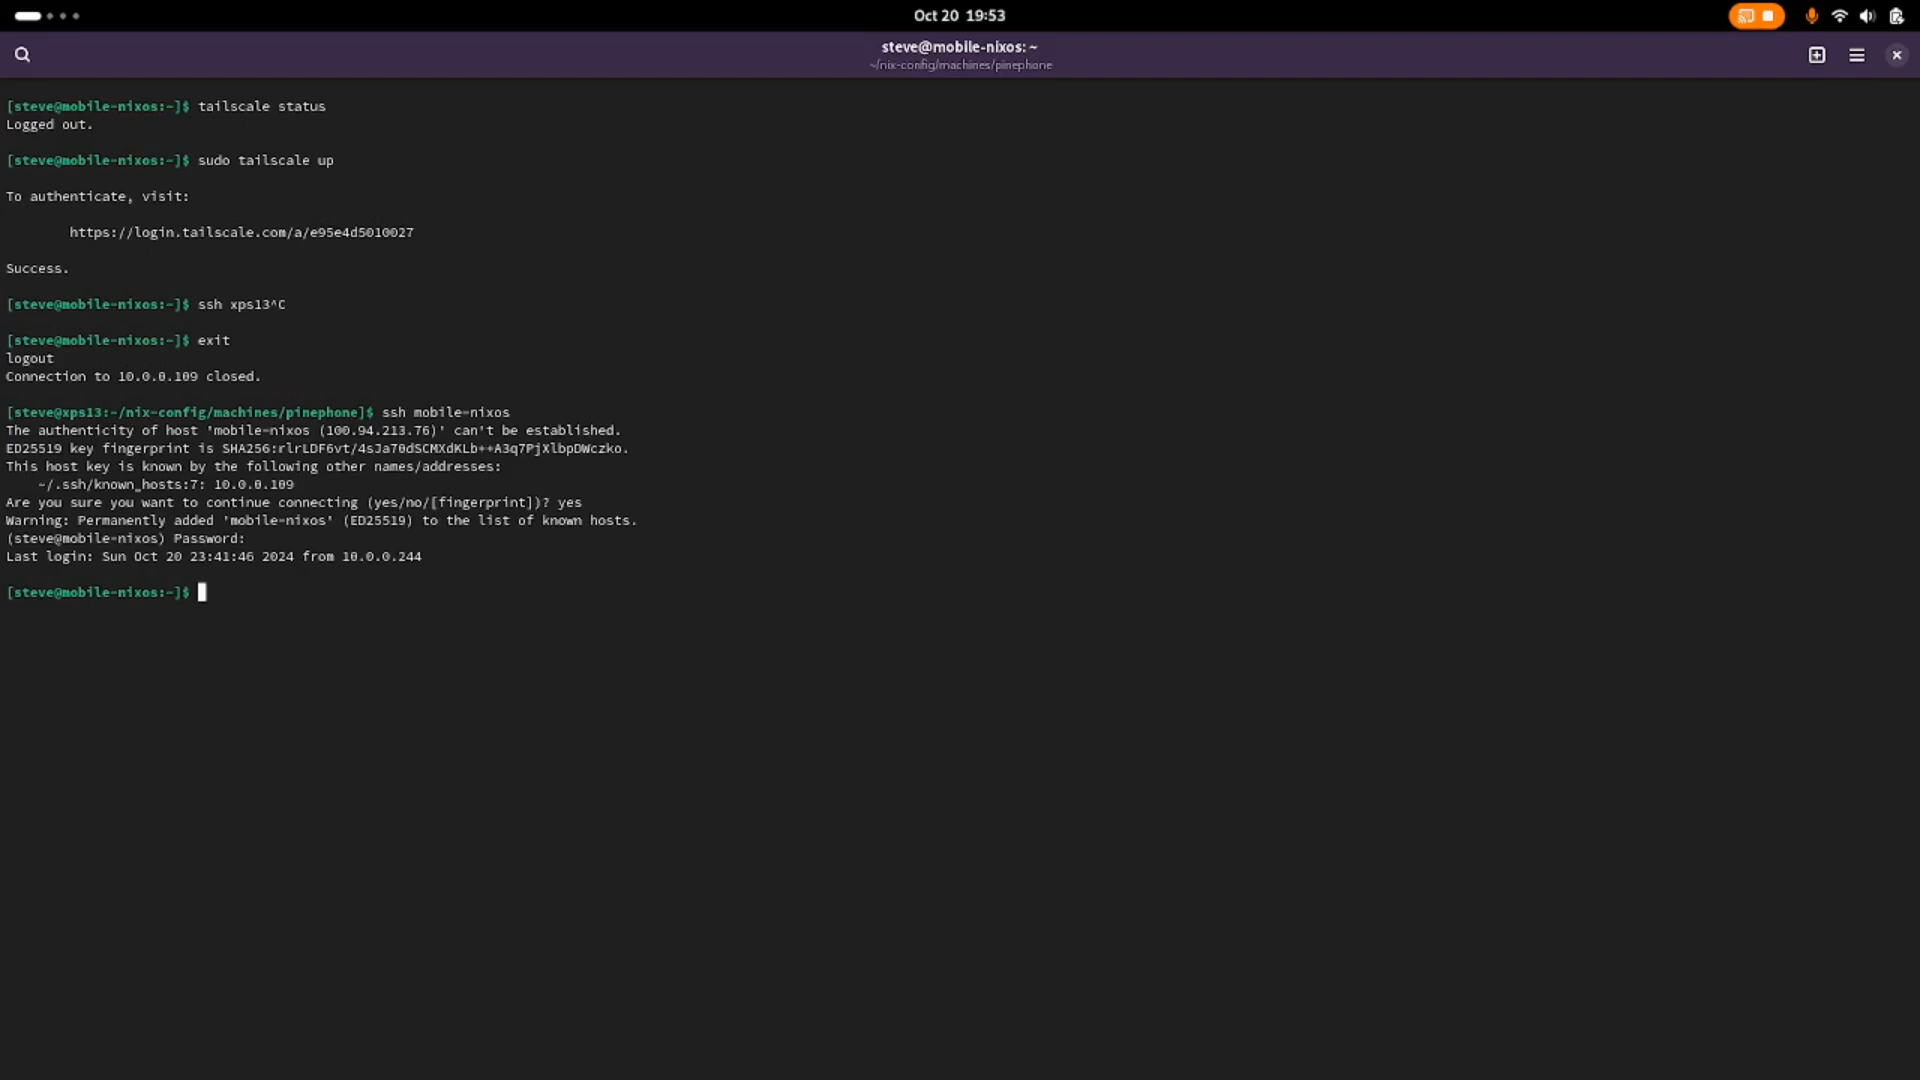 Oct 20 19:53
steve@mobile-nixos: ~
~/nix-config/machines/pinephone
[steve@mobile-nixos:~]$ tailscale status
Logged out.
[steve@mobile-nixos:~]$ sudo tailscale up
To authenticate, visit:
https://login.tailscale.com/a/e95e4d5010027
Success.
[steve@mobile-nixos:~]$ ssh xps13^C
[steve@mobile-nixos:~]$ exit
logout
Connection to 10.0.0.109 closed.
[steve@xps13:~/nix-config/machines/pinephone]$ ssh mobile-nixos
The authenticity of host 'mobile-nixos (100.94.213.76)' can't be established.
ED25519 key fingerprint is SHA256:rlrLDF6vt/4sJa70dSCMXdKLb++A3q7PjXlbpDWczko.
This host key is known by the following other names/addresses:
~/.ssh/known_hosts:7: 10.0.0.109
Are you sure you want to continue connecting (yes/no/[fingerprint])? yes
Warning: Permanently added 'mobile-nixos' (ED25519) to the list of known hosts.
(steve@mobile-nixos) Password:
Last login: Sun Oct 20 23:41:46 2024 from 10.0.0.244
[steve@mobile-nixos:~]$